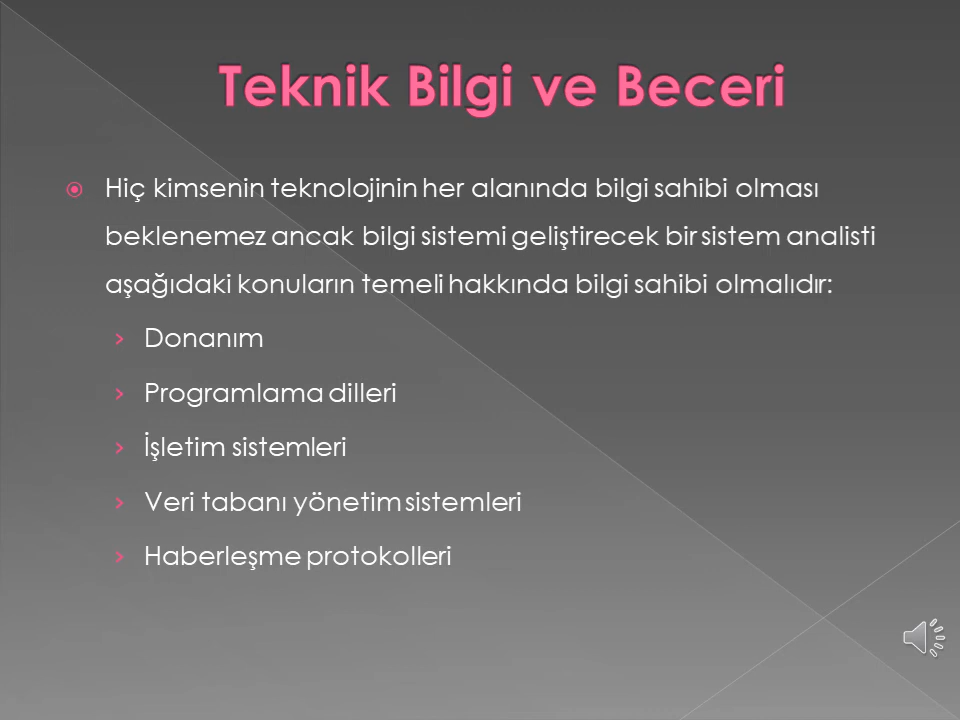 Teknik Bilgi ve Beceri
Hiç kimsenin teknolojinin her alanında bilgi sahibi olması
beklenemez ancak bilgi sistemi geliştirecek bir sistem analisti
aşağıdaki konuların temeli hakkında bilgi sahibi olmalıdır:
Donanım
Programlama dilleri
İşletim sistemleri
Veri tabanı yönetim sistemleri
Haberleşme protokolleri